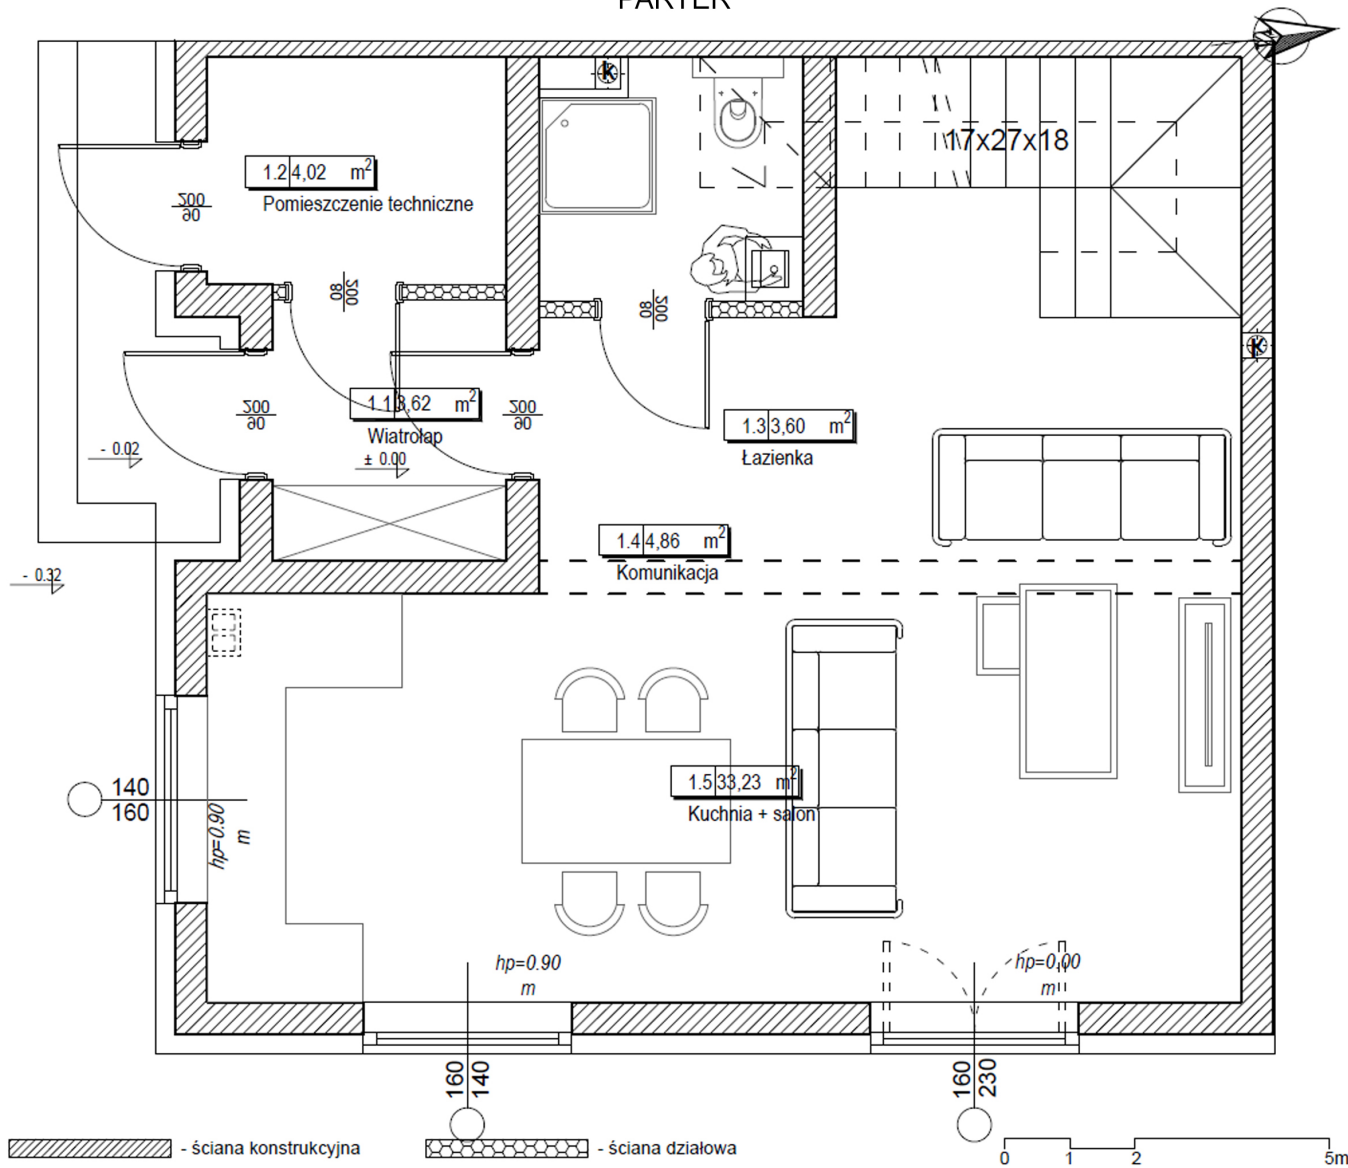 PARTER
17x27x18
1.2 4,02 m²
Pomieszczenie techniczne
200
90
200
80
200
80
k
k
1.1 3,62 m²
Wiatrołap
± 0.00
200
90
200
90
- 0.02
1.3 3,60 m²
Łazienka
1.4 4,86 m²
Komunikacja
- 0.32
1.5 33,23 m²
Kuchnia + salon
140
160
hp=0.90
m
hp=0.90
m
hp=0.00
m
160
140
160
230
- ściana konstrukcyjna
- ściana działowa
0 1 2 5m